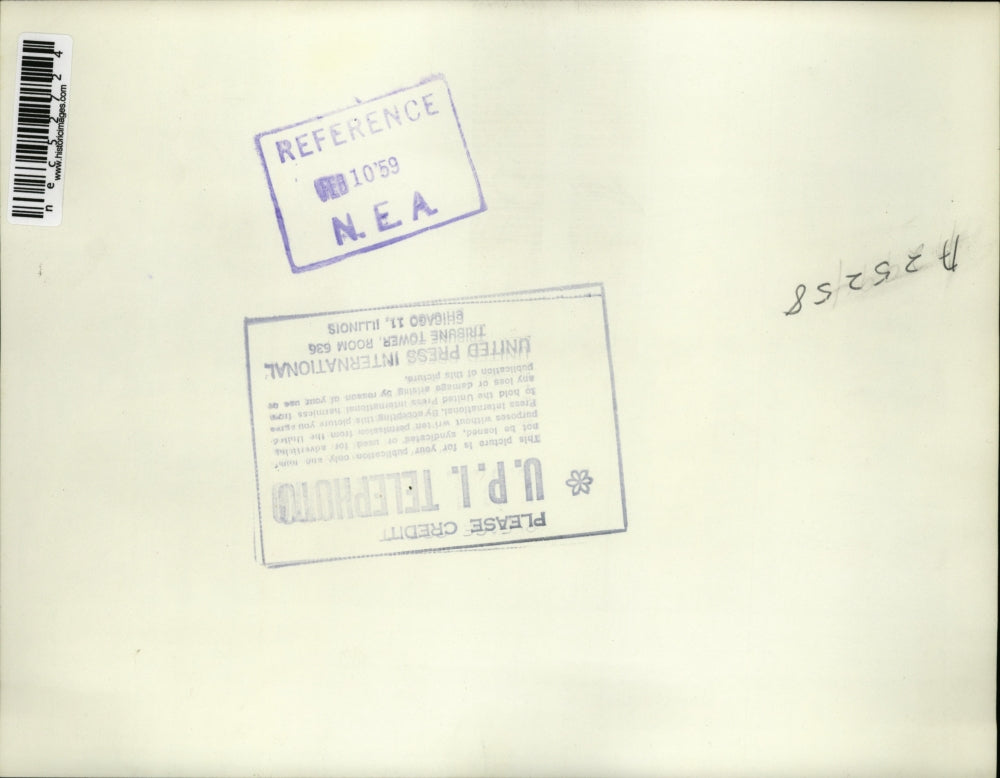 n e c 5 2 7 2 4
www.historicimages.com
REFERENCE
FEB 10'59
N.E.A.
A25258
PLEASE CREDIT
U.P.I. TELEPHOTO
This picture is for your publication only and must
not be loaned, syndicated or used for advertising
purposes without written permission from the United
Press International. By accepting this picture you agree
to hold the United Press International harmless from
any loss or damage arising by reason of your use or
publication of this picture.
UNITED PRESS INTERNATIONAL
TRIBUNE TOWER, ROOM 636
CHICAGO 11, ILLINOIS